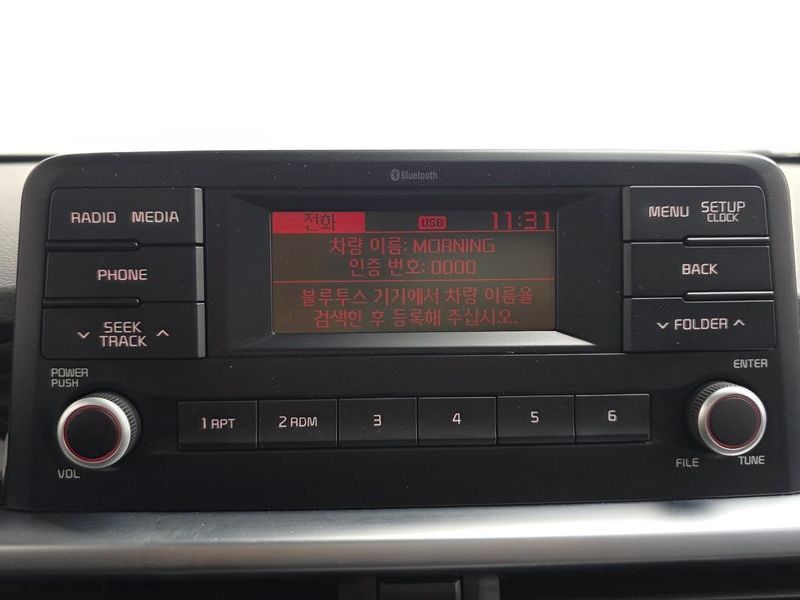 Bluetooth
RADIO MEDIA
PHONE
SEEK
TRACK
POWER
PUSH
VOL
전화 USB 11:31
차량 이름: MORNING
인증 번호: 0000
블루투스 기기에서 차량 이름을
검색한 후 등록해 주십시오.
MENU SETUP
CLOCK
BACK
FOLDER
ENTER
FILE TUNE
1 RPT 2 RDM 3 4 5 6